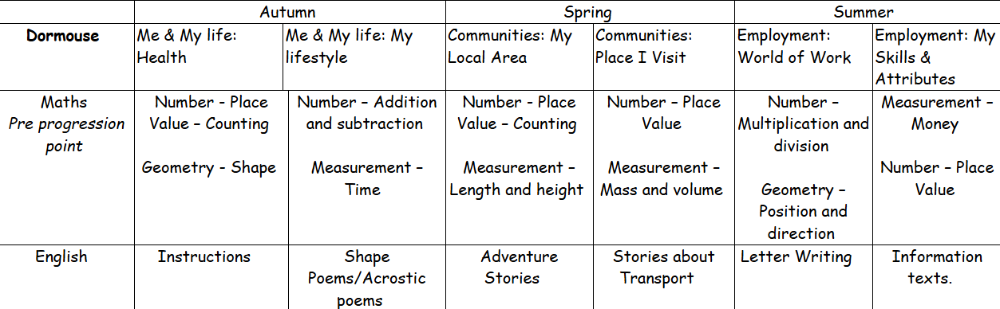 Autumn Spring Summer
Dormouse
Me & My life:
Health
Me & My life: My
lifestyle
Communities: My
Local Area
Communities:
Place I Visit
Employment:
World of Work
Employment: My
Skills &
Attributes
Maths
Pre progression
point
Number - Place
Value – Counting
Geometry - Shape
Number – Addition
and subtraction
Measurement –
Time
Number - Place
Value – Counting
Measurement –
Length and height
Number – Place
Value
Measurement –
Mass and volume
Number –
Multiplication and
division
Geometry –
Position and
direction
Measurement –
Money
Number – Place
Value
English
Instructions
Shape
Poems/Acrostic
poems
Adventure
Stories
Stories about
Transport
Letter Writing
Information
texts.